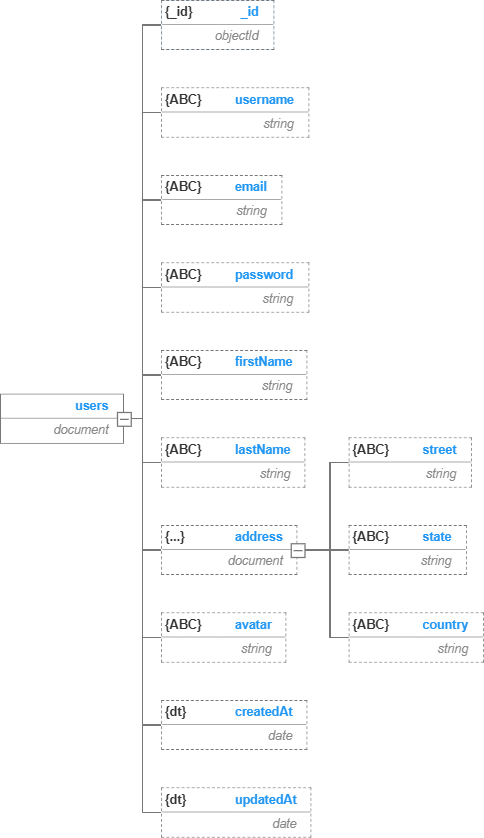 {_id} _id
objectId
{ABC} username
string
{ABC} email
string
{ABC} password
string
{ABC} firstName
string
users
document
{ABC} lastName
string
{ABC} street
string
{...} address
document
{ABC} state
string
{ABC} avatar
string
{ABC} country
string
{dt} createdAt
date
{dt} updatedAt
date